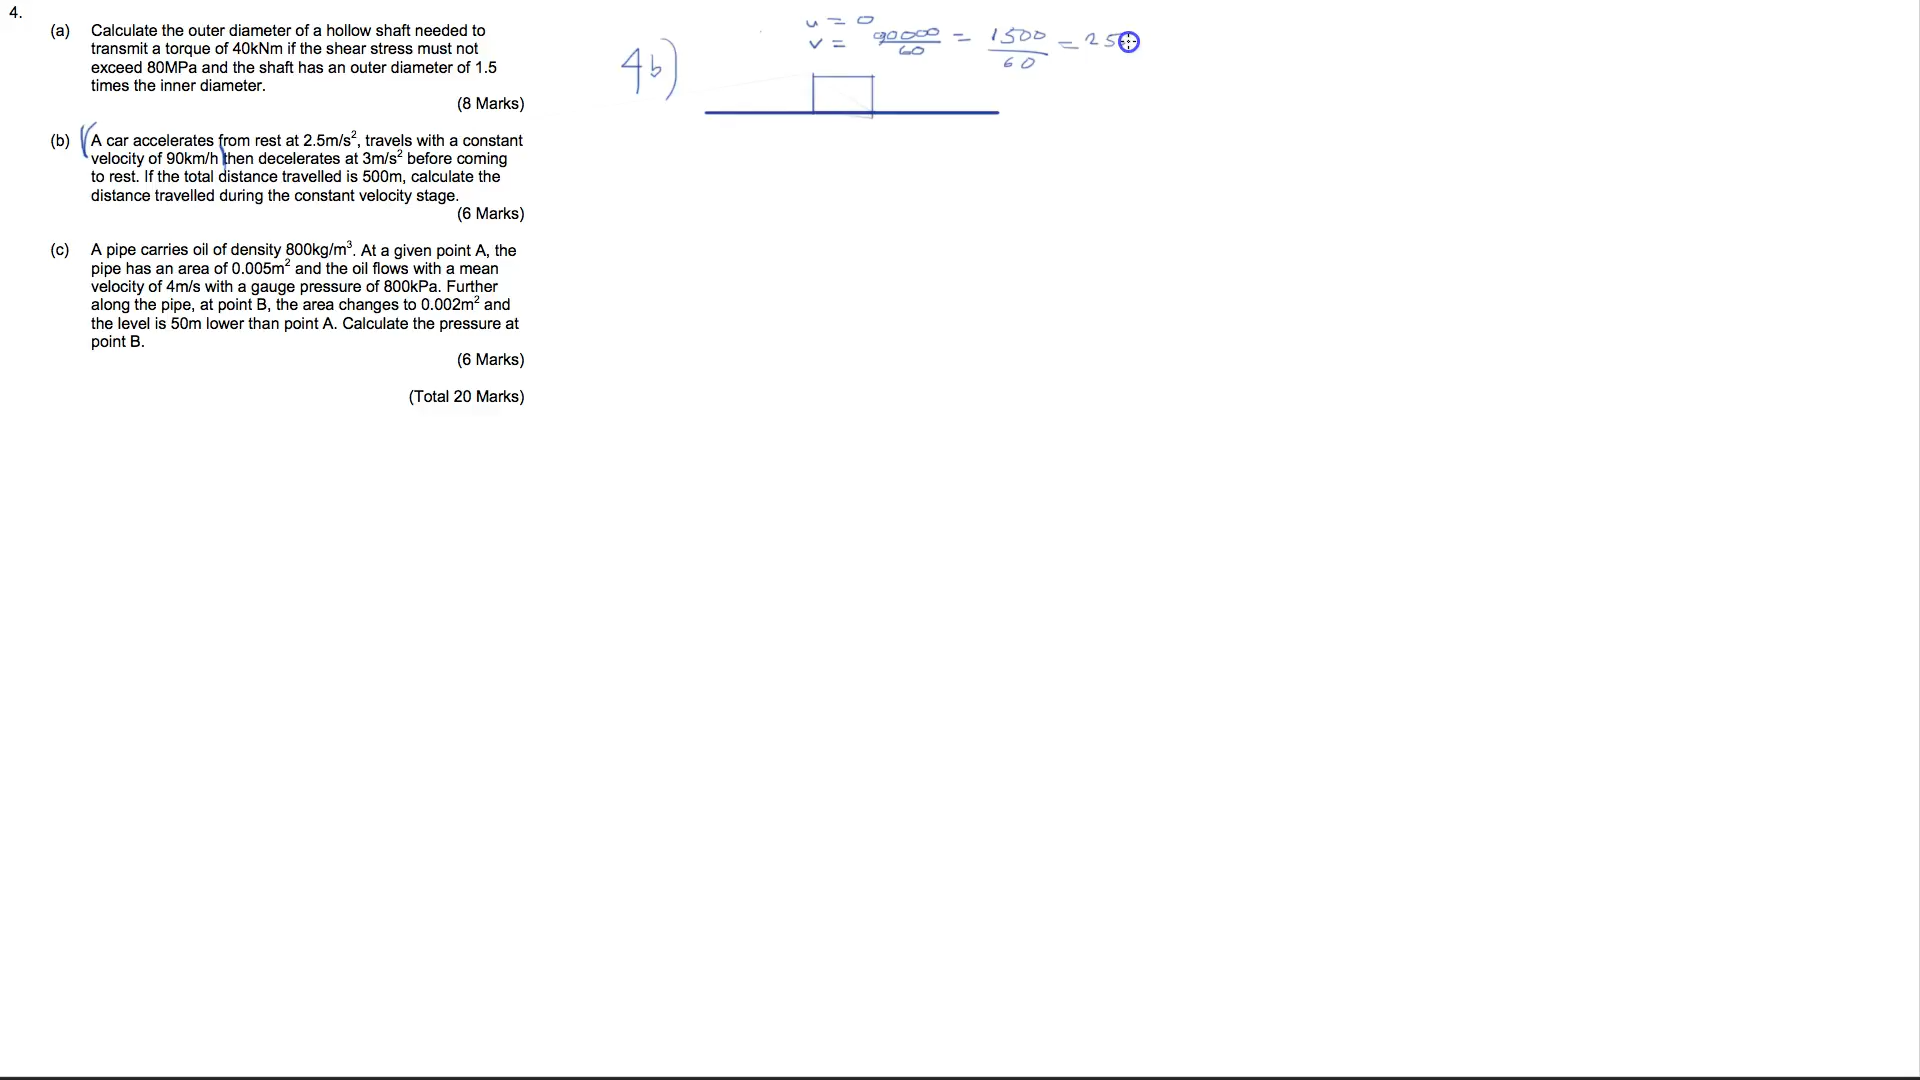 4.
(a) Calculate the outer diameter of a hollow shaft needed to
transmit a torque of 40kNm if the shear stress must not
exceed 80MPa and the shaft has an outer diameter of 1.5
times the inner diameter.
(8 Marks)
(b) A car accelerates from rest at 2.5m/s², travels with a constant
velocity of 90km/h then decelerates at 3m/s² before coming
to rest. If the total distance travelled is 500m, calculate the
distance travelled during the constant velocity stage.
(6 Marks)
(c) A pipe carries oil of density 800kg/m³. At a given point A, the
pipe has an area of 0.005m² and the oil flows with a mean
velocity of 4m/s with a gauge pressure of 800kPa. Further
along the pipe, at point B, the area changes to 0.002m² and
the level is 50m lower than point A. Calculate the pressure at
point B.
(6 Marks)
(Total 20 Marks)
4b)
u = 0
v = 90000/60 = 1500/60 = 25